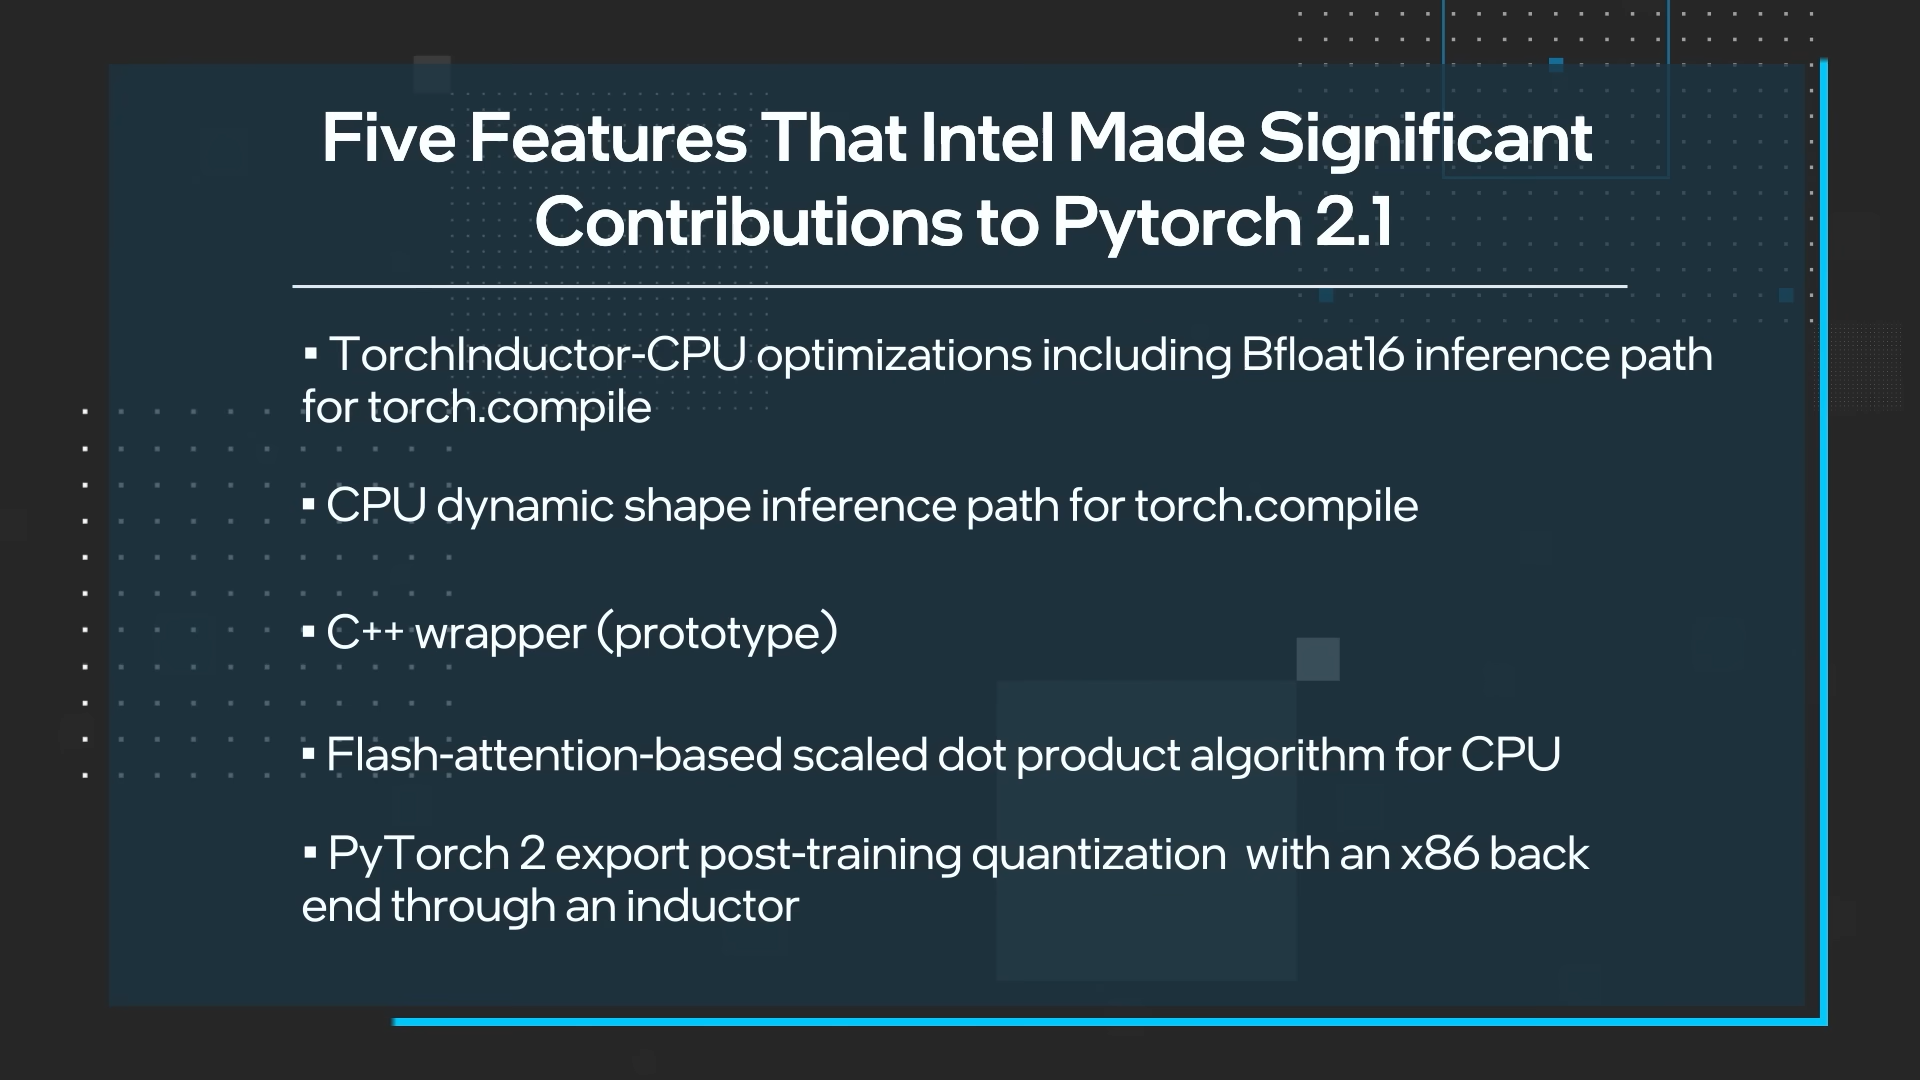 Five Features That Intel Made Significant
Contributions to Pytorch 2.1
▪ TorchInductor-CPU optimizations including Bfloat16 inference path
for torch.compile
▪ CPU dynamic shape inference path for torch.compile
▪ C++ wrapper (prototype)
▪ Flash-attention-based scaled dot product algorithm for CPU
▪ PyTorch 2 export post-training quantization  with an x86 back
end through an inductor